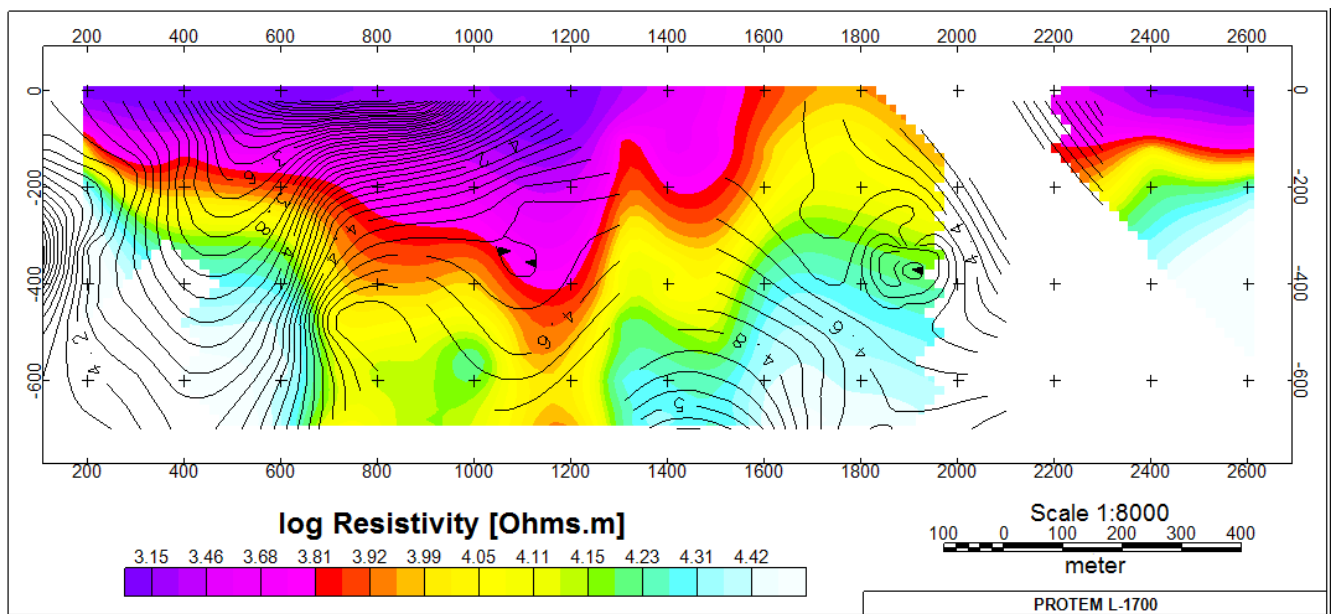 200 400 600 800 1000 1200 1400 1600 1800 2000 2200 2400 2600
0 0
-200 -200
-400 -400
-600 -600
200 400 600 800 1000 1200 1400 1600 1800 2000 2200 2400 2600
log Resistivity [Ohms.m]
3.15 3.46 3.68 3.81 3.92 3.99 4.05 4.11 4.15 4.23 4.31 4.42
Scale 1:8000
100 0 100 200 300 400
meter
PROTEM L-1700